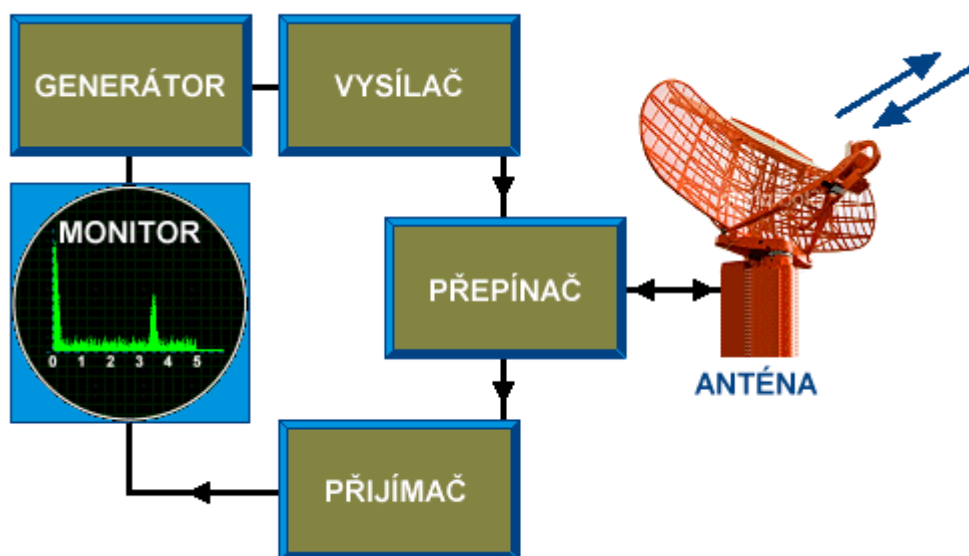 GENERÁTOR
VYSÍLAČ
MONITOR
0 1 2 3 4 5
PŘEPÍNAČ
ANTÉNA
PŘIJÍMAČ